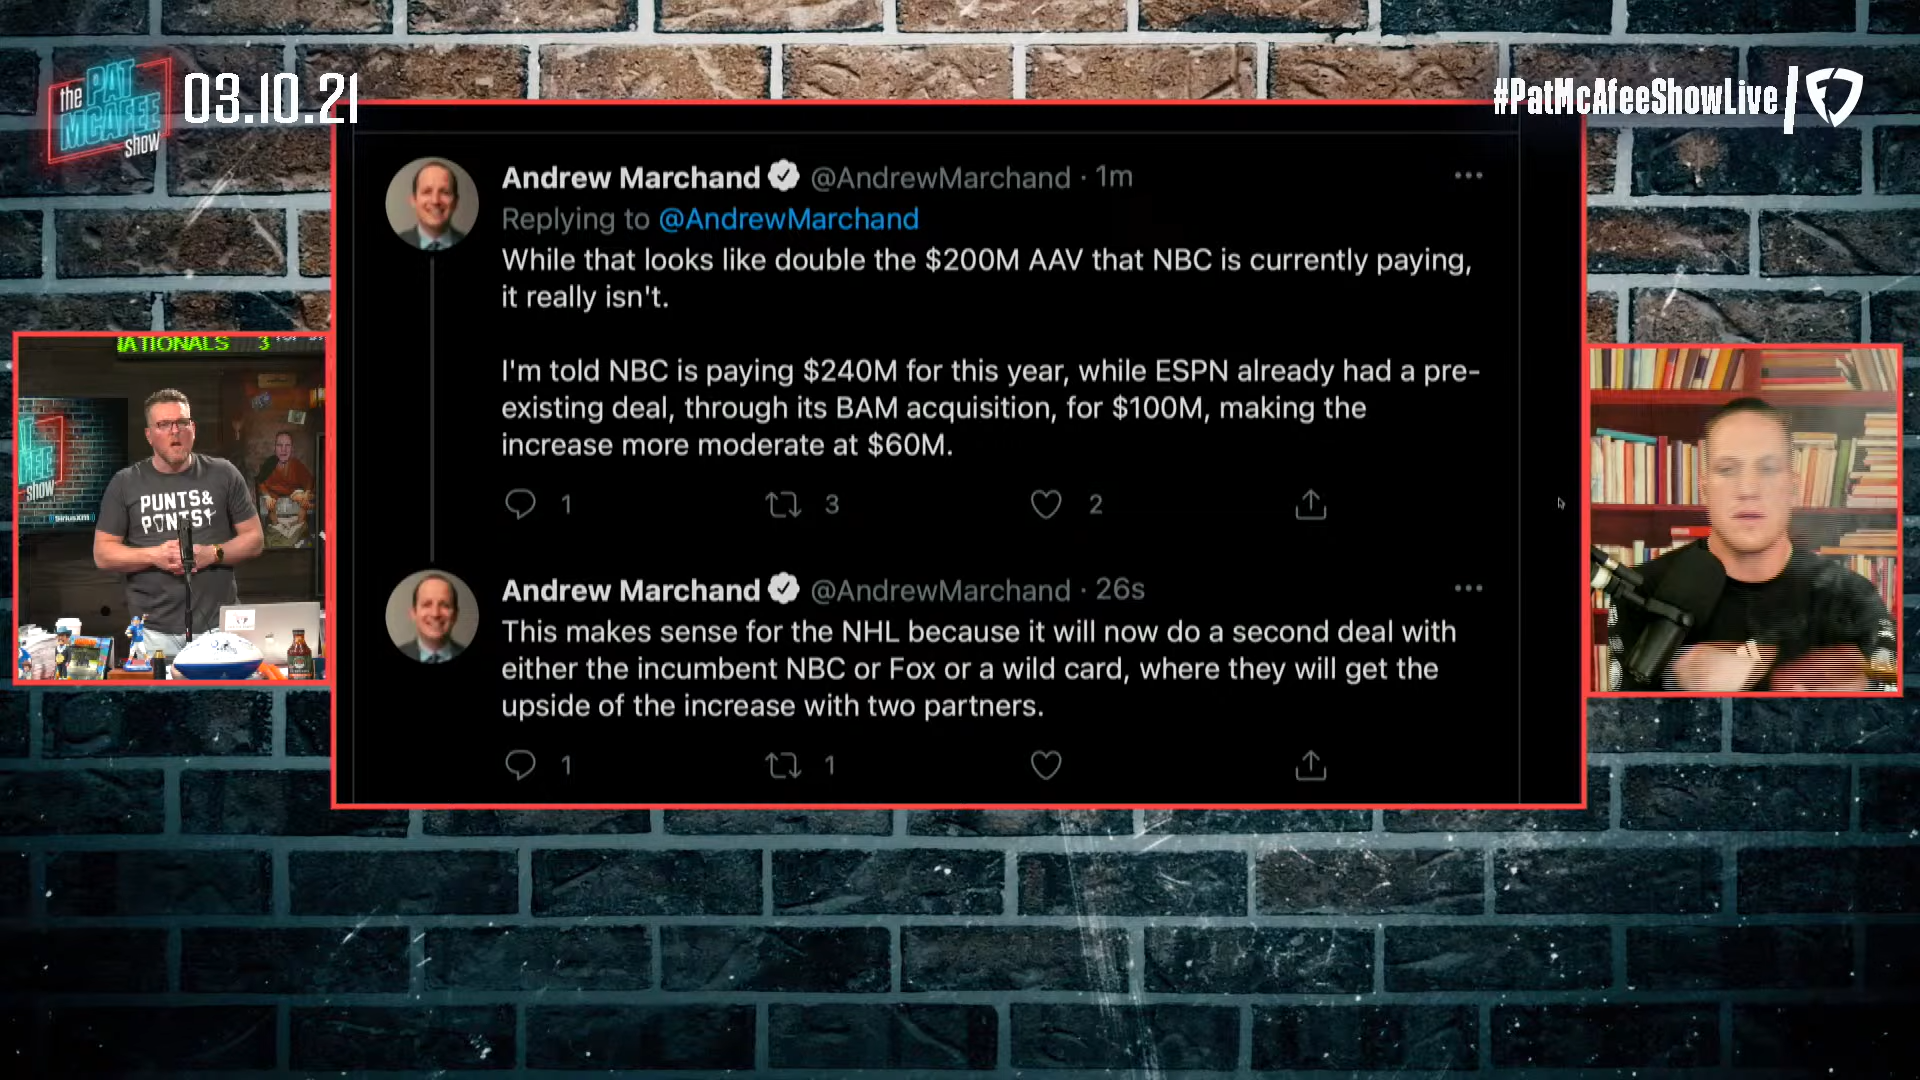 the PAT MCAFEE show
03.10.21
#PatMcAfeeShowLive
Andrew Marchand @AndrewMarchand · 1m
Replying to @AndrewMarchand
While that looks like double the $200M AAV that NBC is currently paying,
it really isn't.
I'm told NBC is paying $240M for this year, while ESPN already had a pre-
existing deal, through its BAM acquisition, for $100M, making the
increase more moderate at $60M.
1 3 2
Andrew Marchand @AndrewMarchand · 26s
This makes sense for the NHL because it will now do a second deal with
either the incumbent NBC or Fox or a wild card, where they will get the
upside of the increase with two partners.
1 1
NATIONALS 3
show
SiriusXM
PUNTS&
PONTS